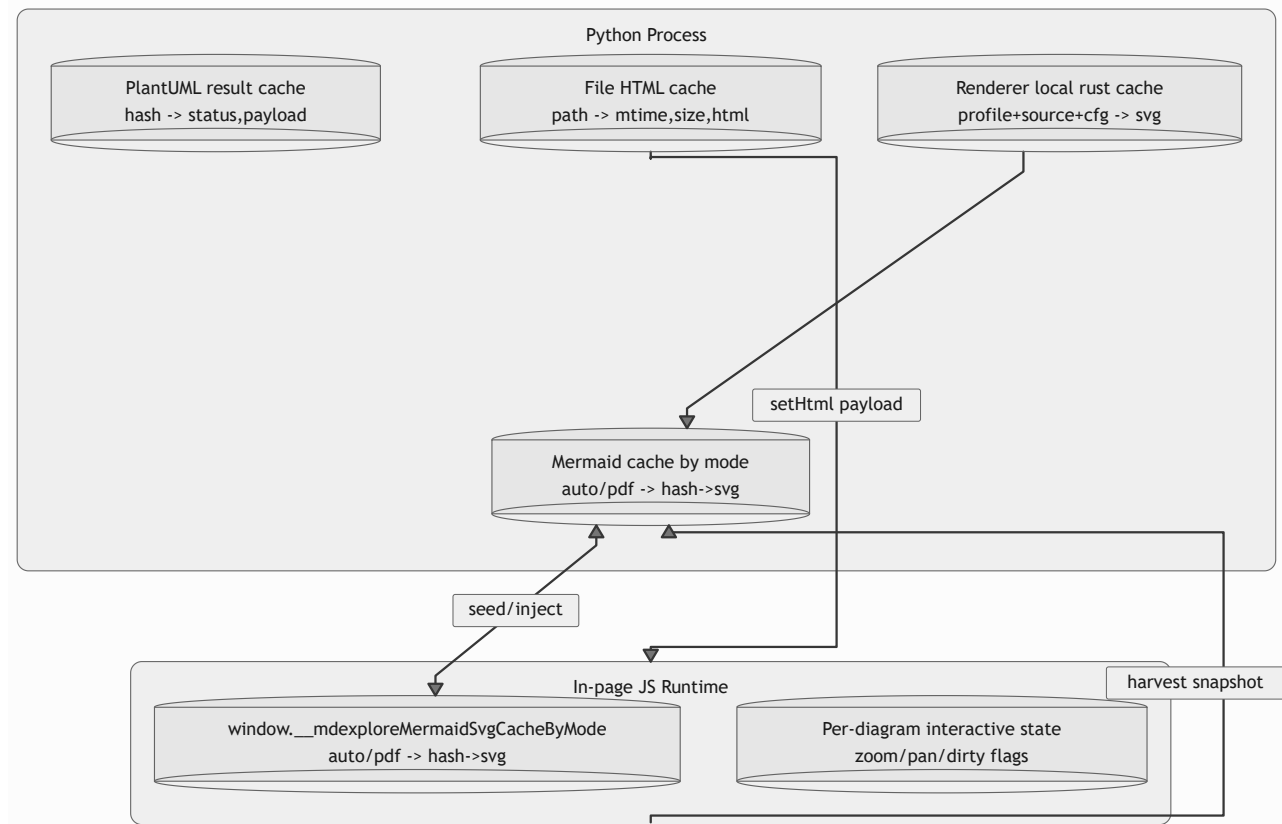 Python Process
PlantUML result cache
hash -> status,payload
File HTML cache
path -> mtime,size,html
Renderer local rust cache
profile+source+cfg -> svg
setHtml payload
Mermaid cache by mode
auto/pdf -> hash->svg
seed/inject
In-page JS Runtime
harvest snapshot
window.__mdexploreMermaidSvgCacheByMode
auto/pdf -> hash->svg
Per-diagram interactive state
zoom/pan/dirty flags